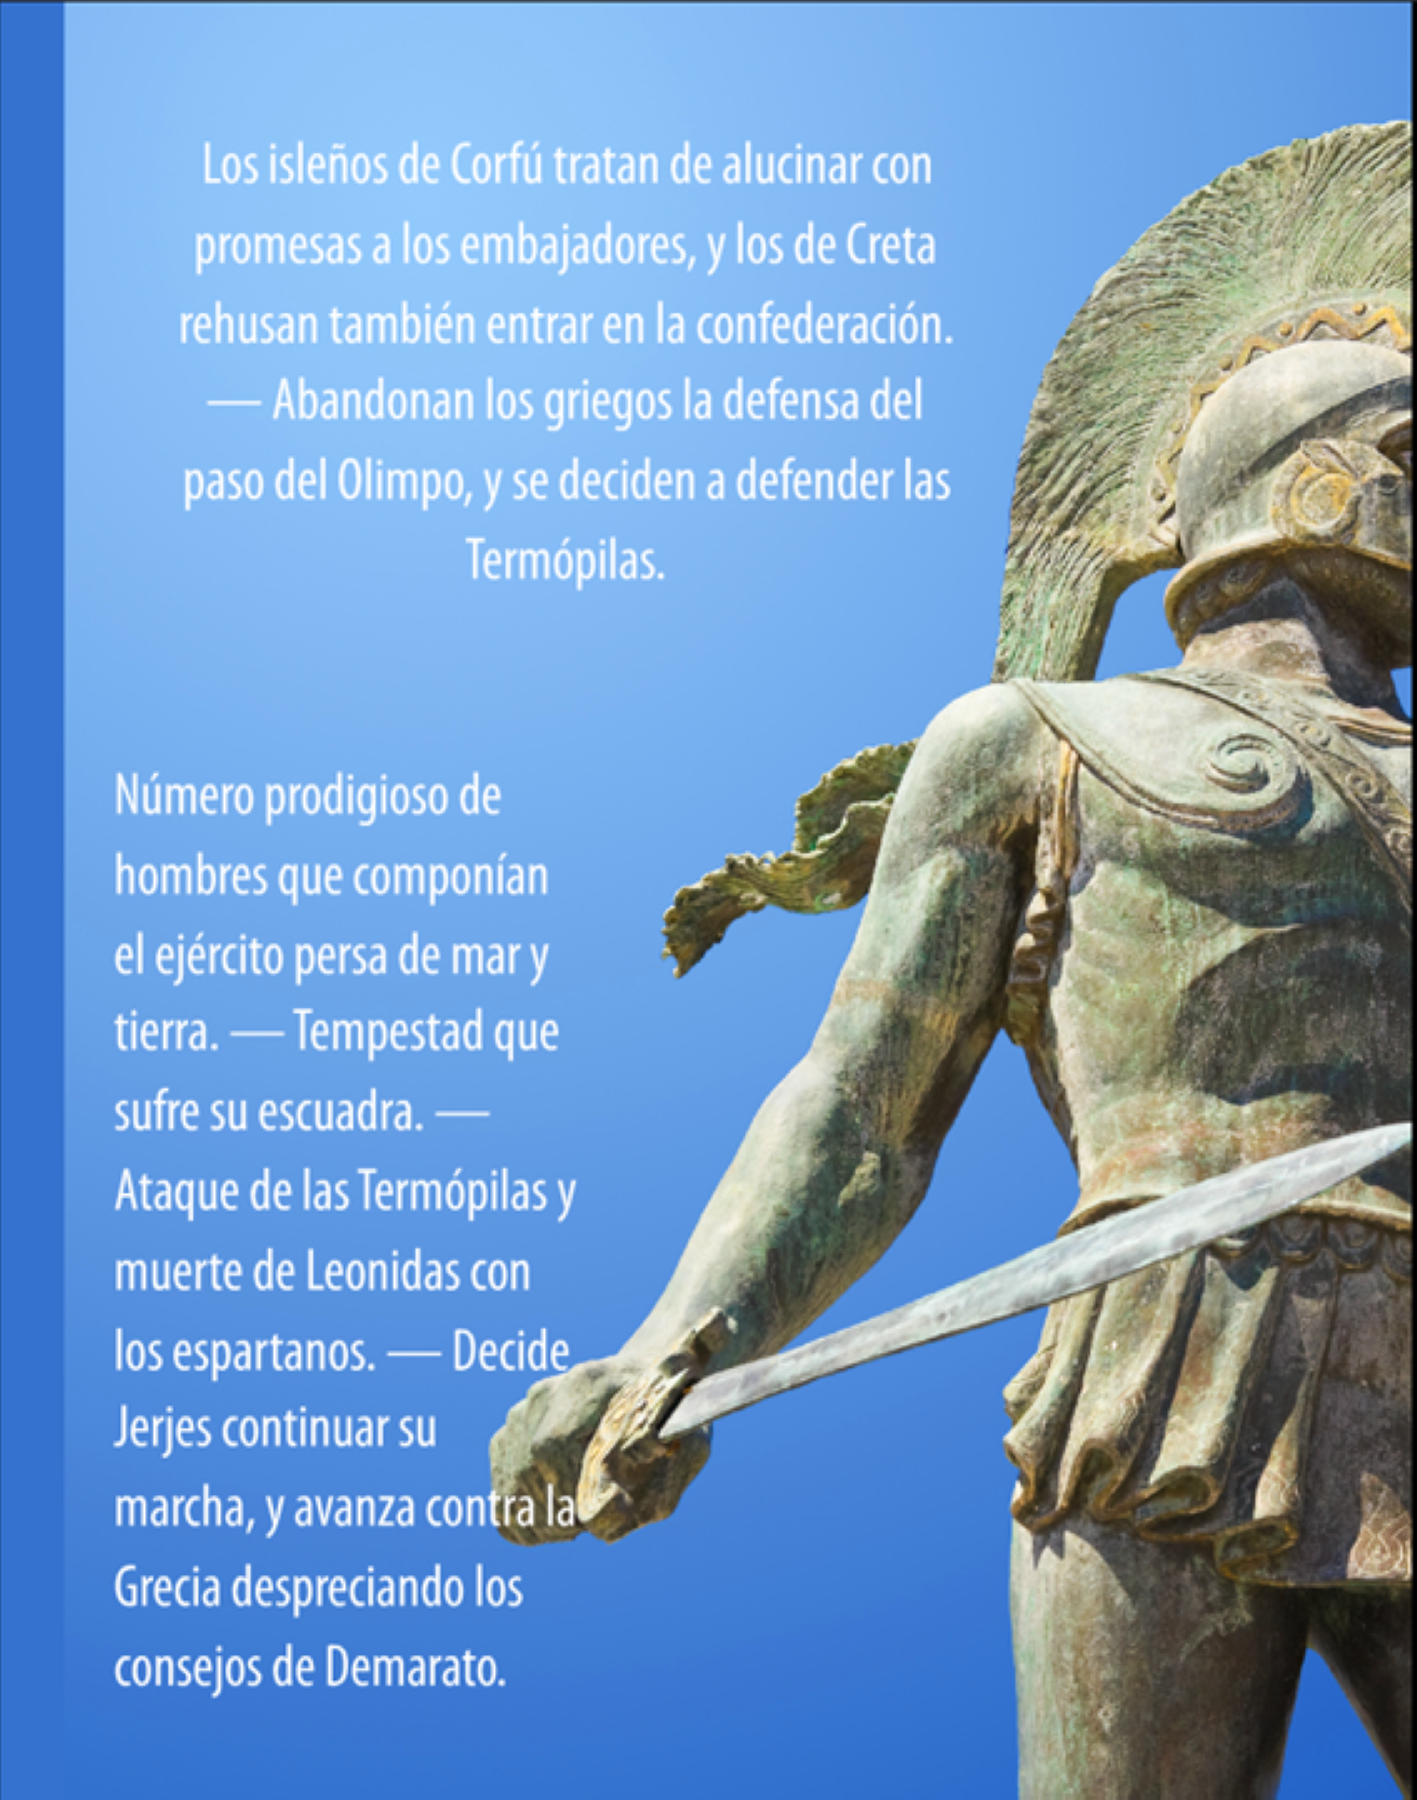 Los isleños de Corfú tratan de alucinar con
promesas a los embajadores, y los de Creta
rehusan también entrar en la confederación.
— Abandonan los griegos la defensa del
paso del Olimpo, y se deciden a defender las
Termópilas.
Número prodigioso de
hombres que componían
el ejército persa de mar y
tierra. — Tempestad que
sufre su escuadra. —
Ataque de las Termópilas y
muerte de Leonidas con
los espartanos. — Decide
Jerjes continuar su
marcha, y avanza contra la
Grecia despreciando los
consejos de Demarato.